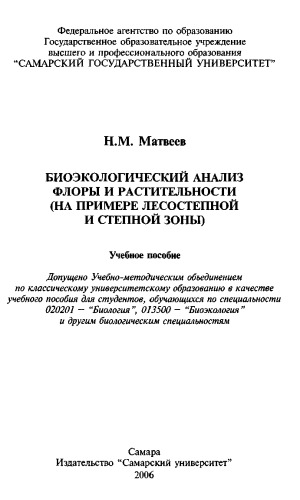 Федеральное агентство по образованию
Государственное образовательное учреждение
высшего и профессионального образования
"САМАРСКИЙ ГОСУДАРСТВЕННЫЙ УНИВЕРСИТЕТ"
Н.М. Матвеев
БИОЭКОЛОГИЧЕСКИЙ АНАЛИЗ
ФЛОРЫ И РАСТИТЕЛЬНОСТИ
(НА ПРИМЕРЕ ЛЕСОСТЕПНОЙ
И СТЕПНОЙ ЗОНЫ)
Учебное пособие
Допущено Учебно-методическим объединением
по классическому университетскому образованию в качестве
учебного пособия для студентов, обучающихся по специальности
020201 – "Биология", 013500 – "Биоэкология"
и другим биологическим специальностям
Самара
Издательство "Самарский университет"
2006